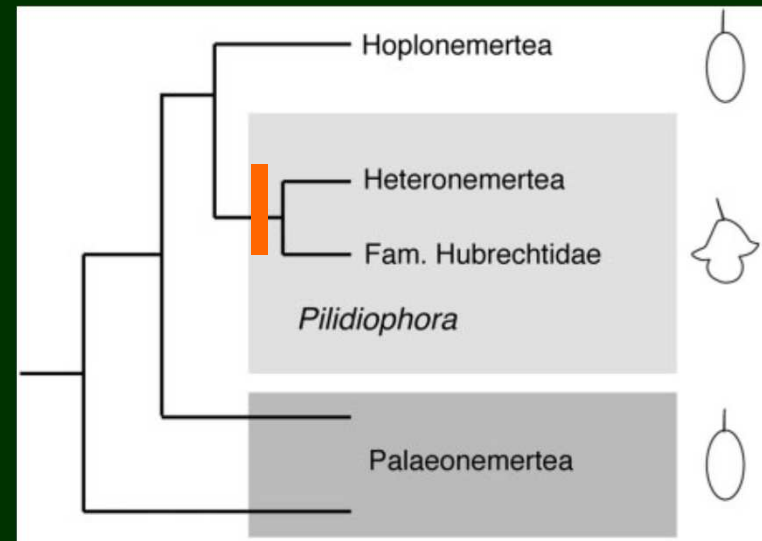 Hoplonemertea
Heteronemertea
Fam. Hubrechtidae
Pilidiophora
Palaeonemertea